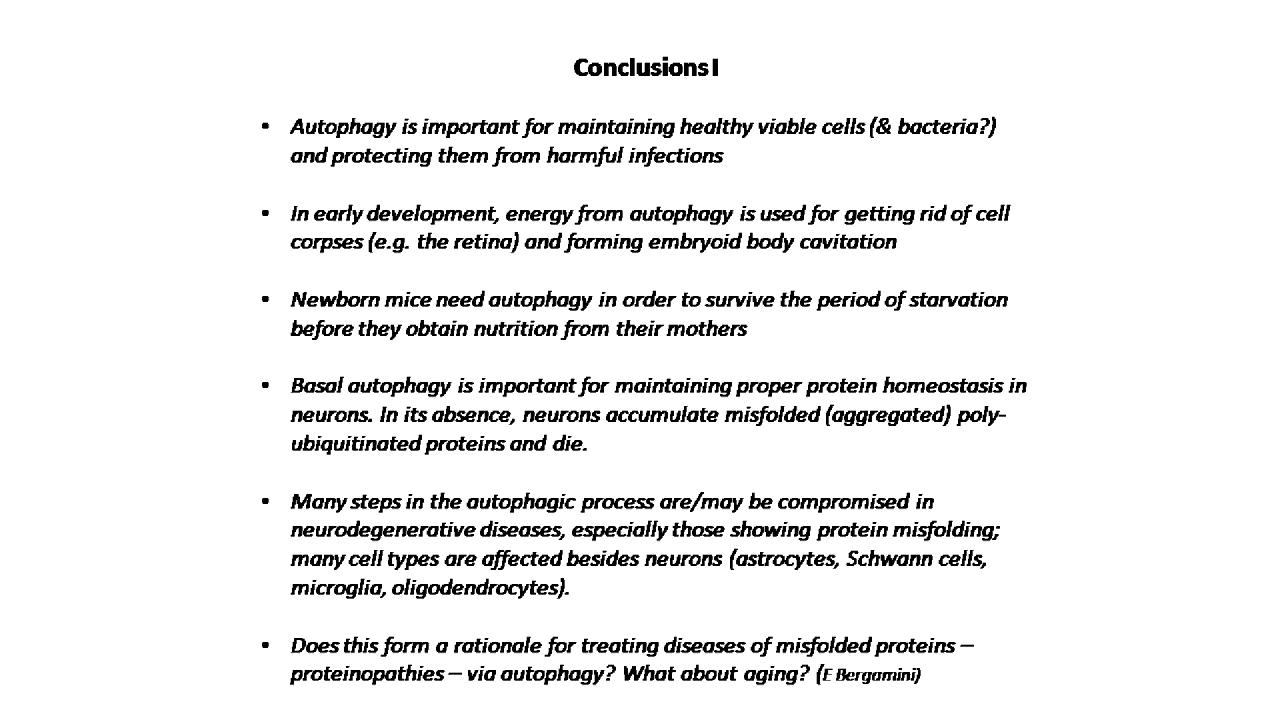 Conclusions I
• Autophagy is important for maintaining healthy viable cells (& bacteria?)
and protecting them from harmful infections
• In early development, energy from autophagy is used for getting rid of cell
corpses (e.g. the retina) and forming embryoid body cavitation
• Newborn mice need autophagy in order to survive the period of starvation
before they obtain nutrition from their mothers
• Basal autophagy is important for maintaining proper protein homeostasis in
neurons. In its absence, neurons accumulate misfolded (aggregated) poly-
ubiquitinated proteins and die.
• Many steps in the autophagic process are/may be compromised in
neurodegenerative diseases, especially those showing protein misfolding;
many cell types are affected besides neurons (astrocytes, Schwann cells,
microglia, oligodendrocytes).
• Does this form a rationale for treating diseases of misfolded proteins –
proteinopathies – via autophagy? What about aging? (E Bergamini)